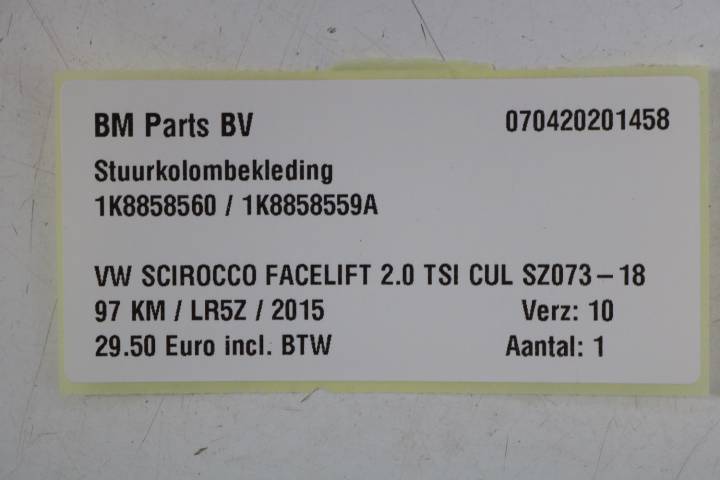 BM Parts BV 070420201458
Stuurkolombekleding
1K8858560 / 1K8858559A
VW SCIROCCO FACELIFT 2.0 TSI CUL SZ073-18
97 KM / LR5Z / 2015 Verz: 10
29.50 Euro incl. BTW Aantal: 1